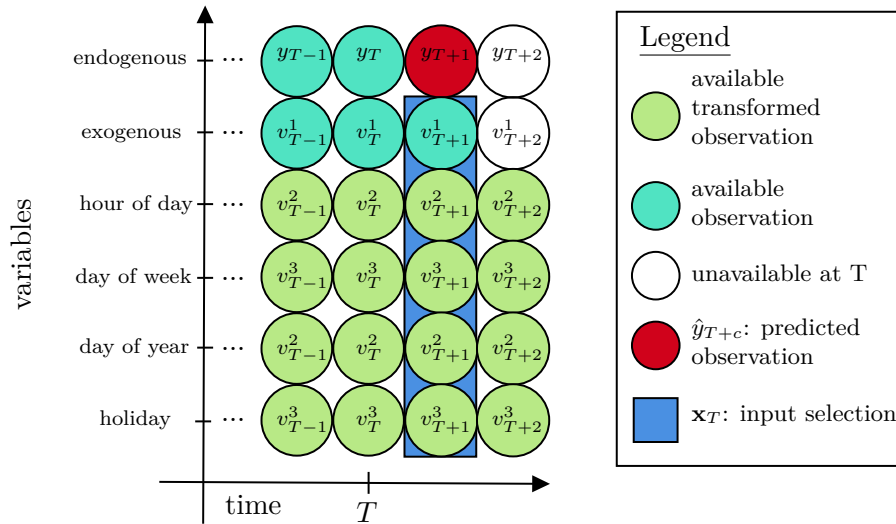 endogenous ... y_{T−1} y_T y_{T+1} y_{T+2}
exogenous ... v^1_{T−1} v^1_T v^1_{T+1} v^1_{T+2}
hour of day ... v^2_{T−1} v^2_T v^2_{T+1} v^2_{T+2}
day of week ... v^3_{T−1} v^3_T v^3_{T+1} v^3_{T+2}
day of year ... v^2_{T−1} v^2_T v^2_{T+1} v^2_{T+2}
holiday ... v^3_{T−1} v^3_T v^3_{T+1} v^3_{T+2}
variables
time
T
Legend
available
transformed
observation
available
observation
unavailable at T
ŷ_{T+c}: predicted
observation
x_T: input selection